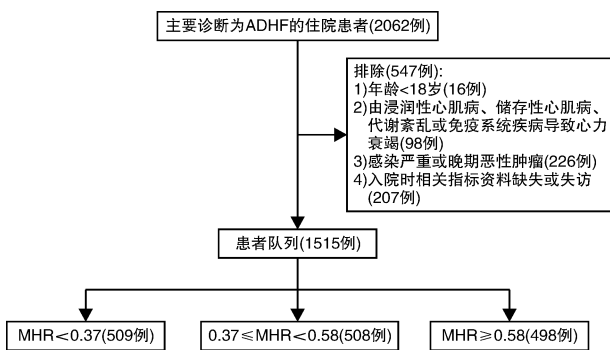 主要诊断为ADHF的住院患者(2062例)
排除(547例):
1)年龄<18岁(16例)
2)由浸润性心肌病、储存性心肌病、
代谢紊乱或免疫系统疾病导致心力
衰竭(98例)
3)感染严重或晚期恶性肿瘤(226例)
4)入院时相关指标资料缺失或失访
(207例)
患者队列(1515例)
MHR<0.37(509例)
0.37≤MHR<0.58(508例)
MHR≥0.58(498例)